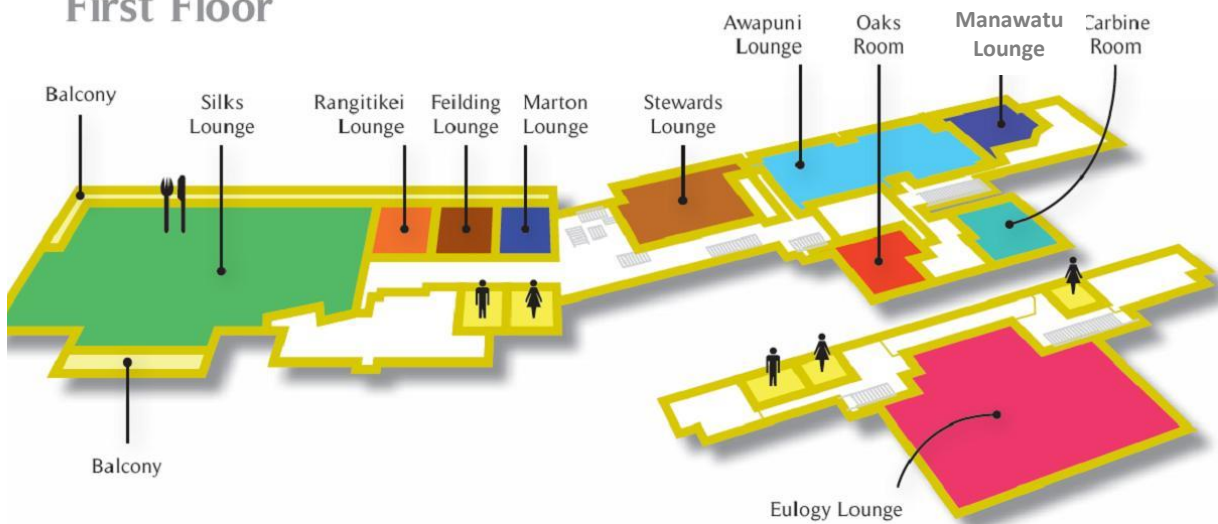 First Floor
Awapuni
Lounge
Oaks
Room
Manawatu
Lounge
Carbine
Room
Balcony
Silks
Lounge
Rangitikei
Lounge
Feilding
Lounge
Marton
Lounge
Stewards
Lounge
Balcony
Eulogy Lounge